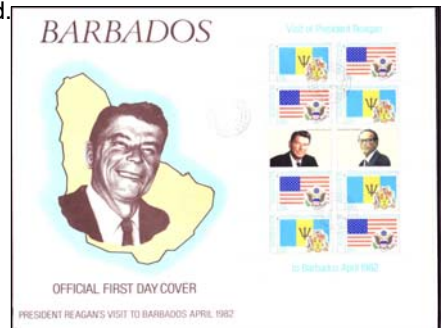 d.
BARBADOS
Visit of President Reagan
to Barbados April 1982
OFFICIAL FIRST DAY COVER
PRESIDENT REAGAN'S VISIT TO BARBADOS APRIL 1982